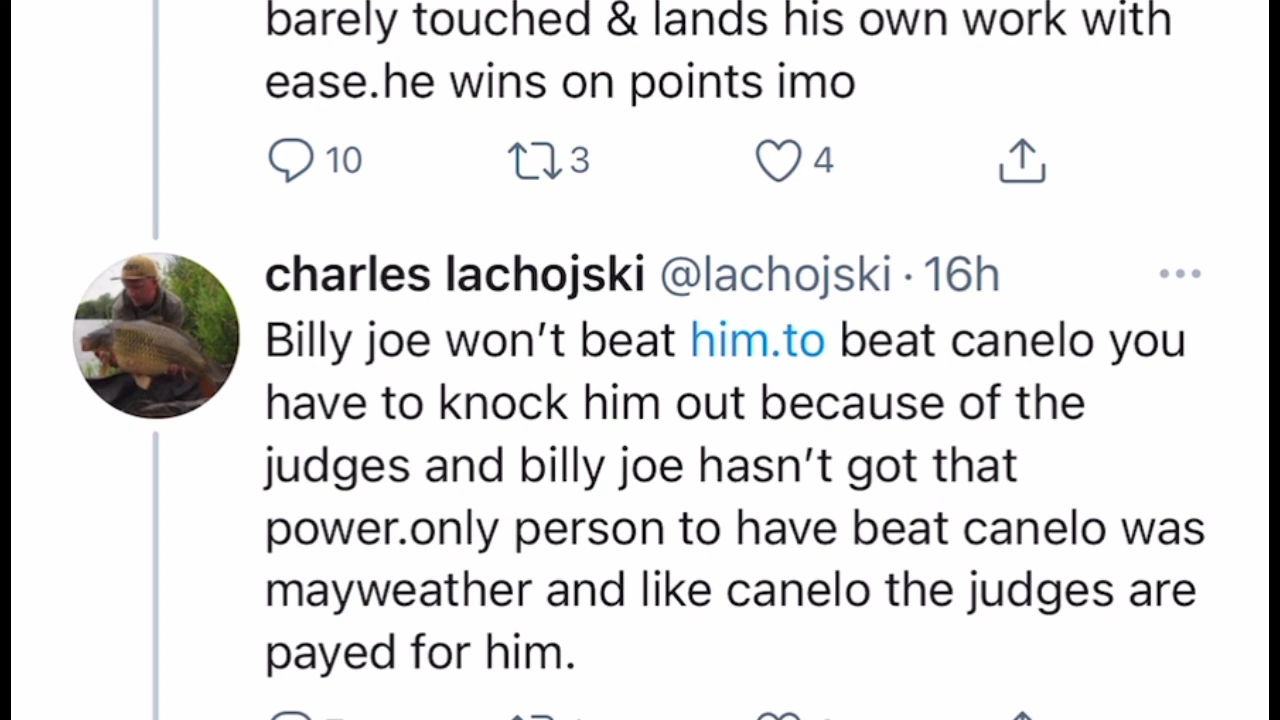 barely touched & lands his own work with
ease.he wins on points imo
10 3 4
charles lachojski @lachojski · 16h
Billy joe won’t beat him.to beat canelo you
have to knock him out because of the
judges and billy joe hasn’t got that
power.only person to have beat canelo was
mayweather and like canelo the judges are
payed for him.